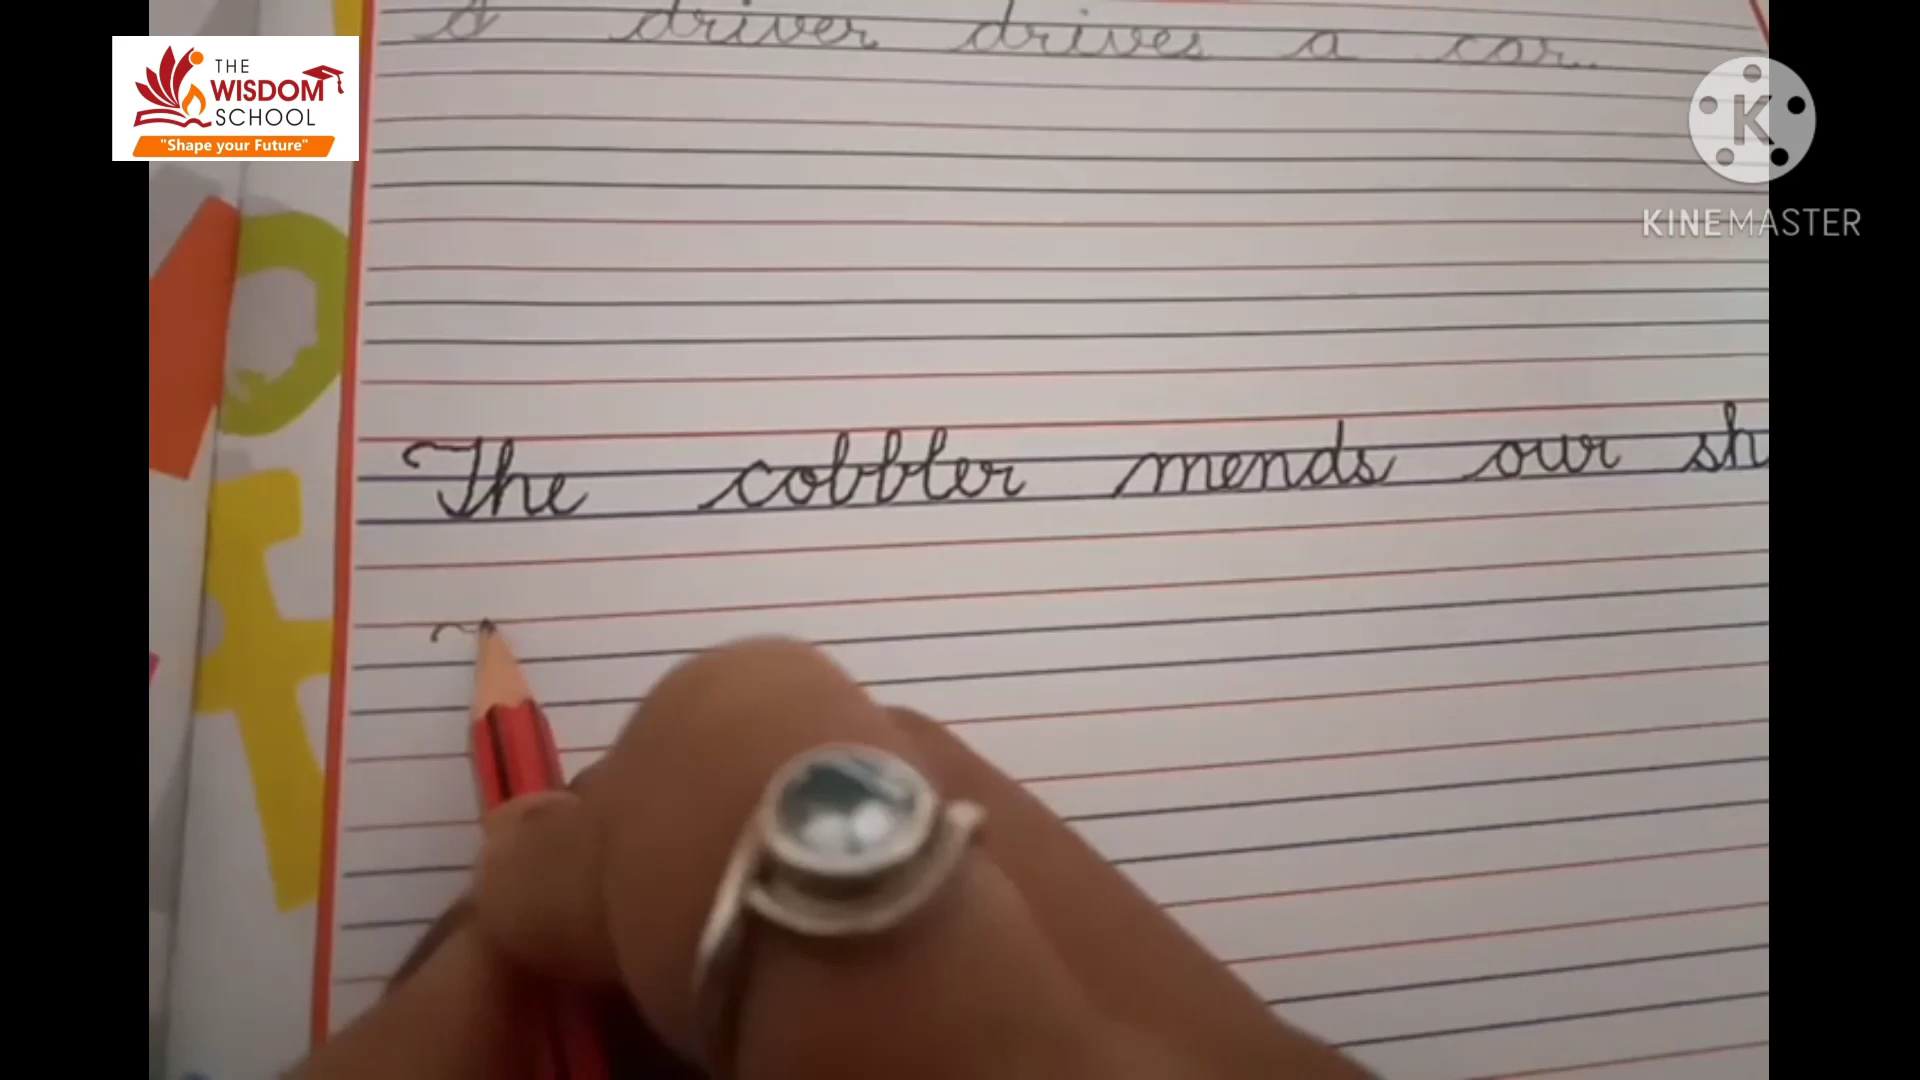 A driver drives a car.
THE
WISDOM
SCHOOL
"Shape your Future"
K
KINEMASTER
The cobbler mends our sh